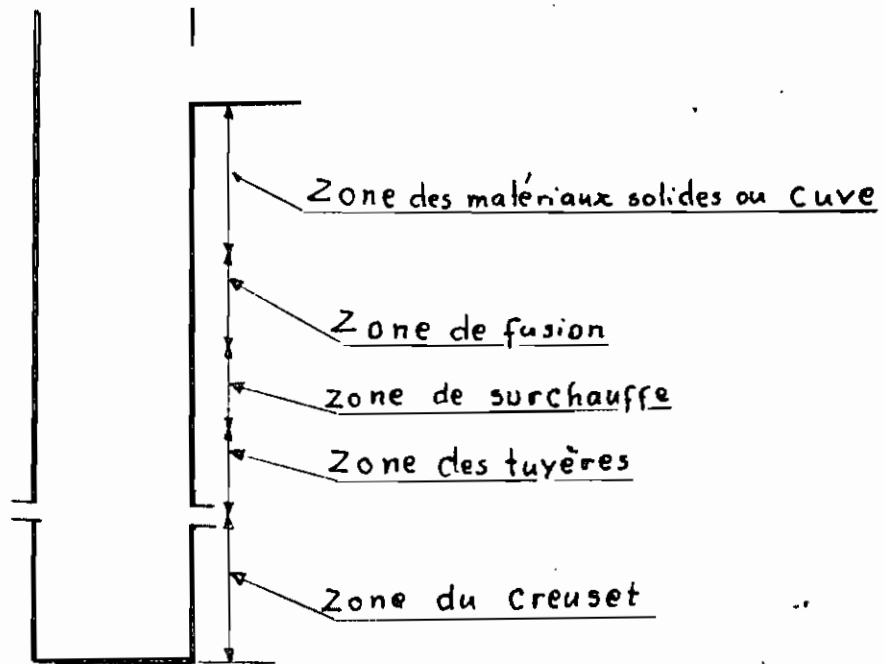 Zone des matériaux solides ou Cuve
Zone de fusion
Zone de surchauffe
Zone des tuyères
Zone du Creuset